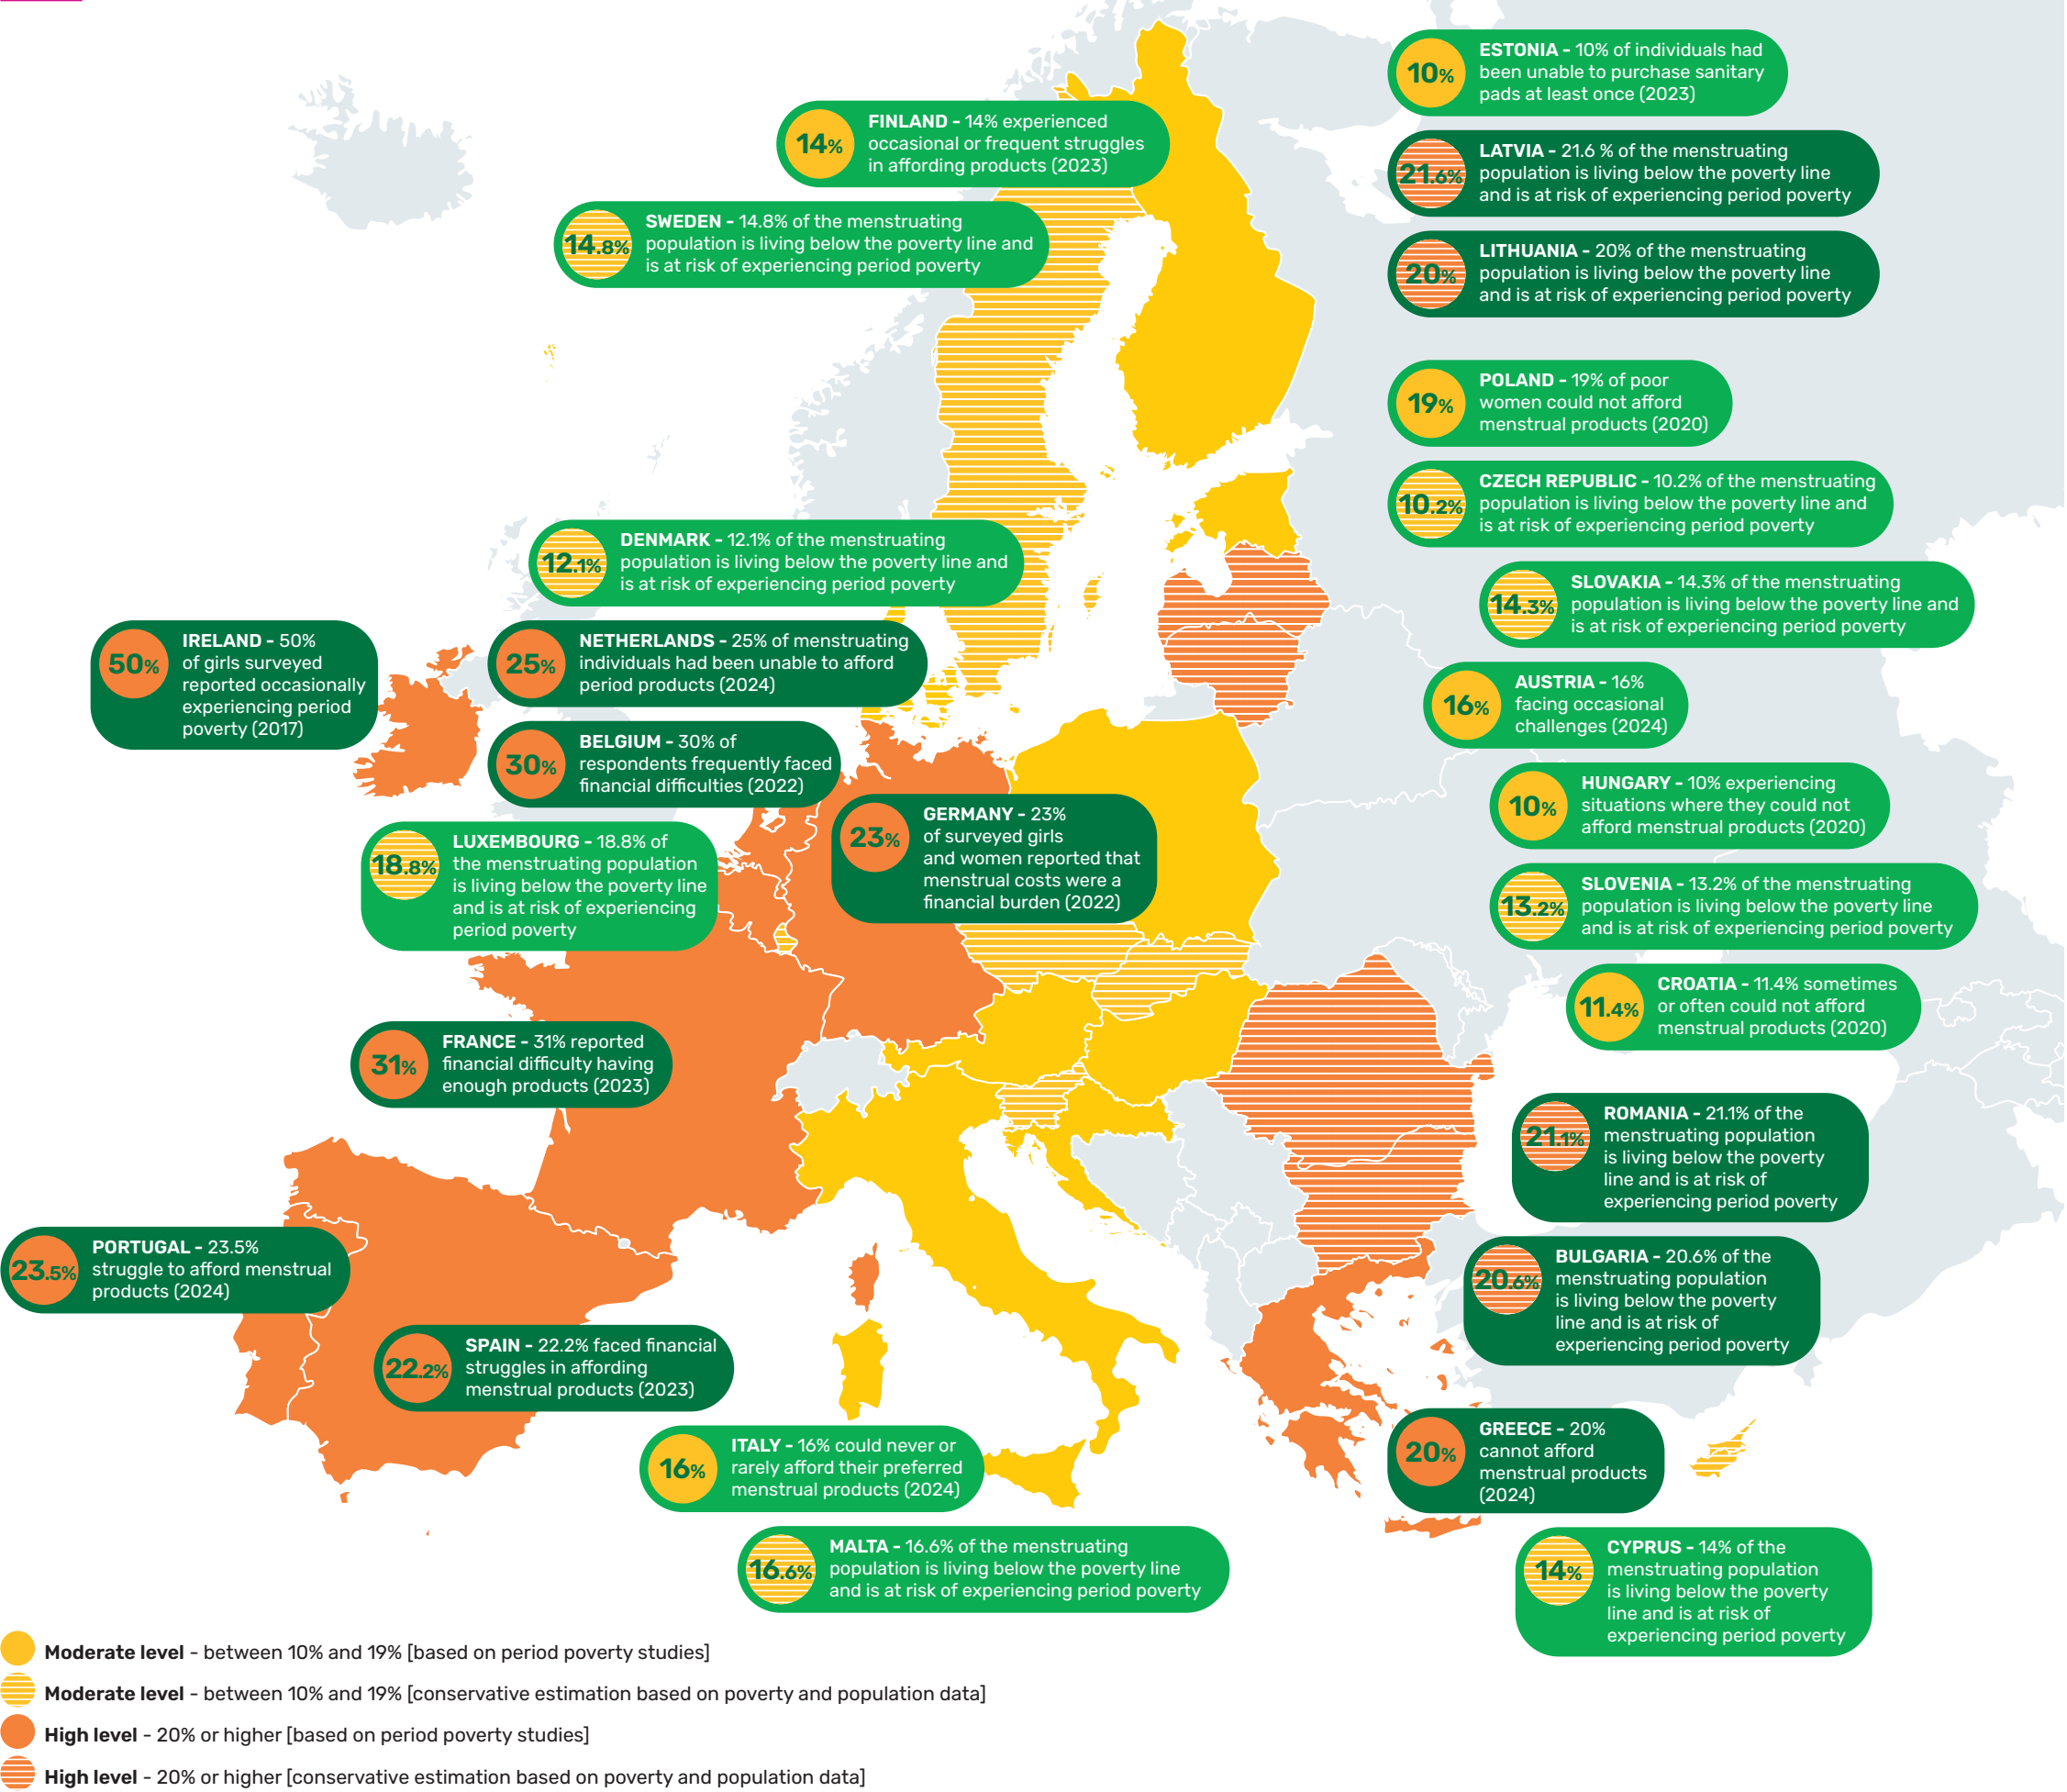 ESTONIA - 10% of individuals had
been unable to purchase sanitary
pads at least once (2023)
10%
FINLAND - 14% experienced
occasional or frequent struggles
in affording products (2023)
14%
LATVIA - 21.6 % of the menstruating
population is living below the poverty line
and is at risk of experiencing period poverty
21.6%
SWEDEN - 14.8% of the menstruating
population is living below the poverty line and
is at risk of experiencing period poverty
14.8%
LITHUANIA - 20% of the menstruating
population is living below the poverty line
and is at risk of experiencing period poverty
20%
POLAND - 19% of poor
women could not afford
menstrual products (2020)
19%
CZECH REPUBLIC - 10.2% of the menstruating
population is living below the poverty line and
is at risk of experiencing period poverty
10.2%
DENMARK - 12.1% of the menstruating
population is living below the poverty line and
is at risk of experiencing period poverty
12.1%
SLOVAKIA - 14.3% of the menstruating
population is living below the poverty line and
is at risk of experiencing period poverty
14.3%
IRELAND - 50%
of girls surveyed
reported occasionally
experiencing period
poverty (2017)
50%
NETHERLANDS - 25% of menstruating
individuals had been unable to afford
period products (2024)
25%
AUSTRIA - 16%
facing occasional
challenges (2024)
16%
BELGIUM - 30% of
respondents frequently faced
financial difficulties (2022)
30%
HUNGARY - 10% experiencing
situations where they could not
afford menstrual products (2020)
10%
GERMANY - 23%
of surveyed girls
and women reported that
menstrual costs were a
financial burden (2022)
23%
LUXEMBOURG - 18.8% of
the menstruating population
is living below the poverty line
and is at risk of experiencing
period poverty
18.8%
SLOVENIA - 13.2% of the menstruating
population is living below the poverty line
and is at risk of experiencing period poverty
13.2%
CROATIA - 11.4% sometimes
or often could not afford
menstrual products (2020)
11.4%
FRANCE - 31% reported
financial difficulty having
enough products (2023)
31%
ROMANIA - 21.1% of the
menstruating population
is living below the poverty
line and is at risk of
experiencing period poverty
21.1%
PORTUGAL - 23.5%
struggle to afford menstrual
products (2024)
23.5%
BULGARIA - 20.6% of the
menstruating population
is living below the poverty
line and is at risk of
experiencing period poverty
20.6%
SPAIN - 22.2% faced financial
struggles in affording
menstrual products (2023)
22.2%
GREECE - 20%
cannot afford
menstrual products
(2024)
20%
ITALY - 16% could never or
rarely afford their preferred
menstrual products (2024)
16%
MALTA - 16.6% of the menstruating
population is living below the poverty line
and is at risk of experiencing period poverty
16.6%
CYPRUS - 14% of the
menstruating population
is living below the poverty
line and is at risk of
experiencing period poverty
14%
Moderate level - between 10% and 19% [based on period poverty studies]
Moderate level - between 10% and 19% [conservative estimation based on poverty and population data]
High level - 20% or higher [based on period poverty studies]
High level - 20% or higher [conservative estimation based on poverty and population data]